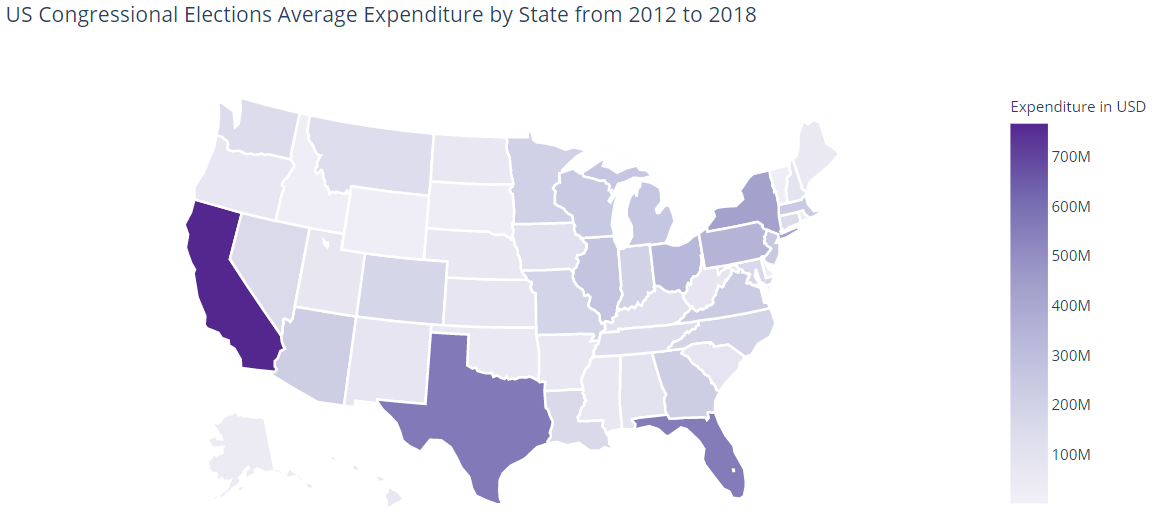 US Congressional Elections Average Expenditure by State from 2012 to 2018
Expenditure in USD
700M
600M
500M
400M
300M
200M
100M